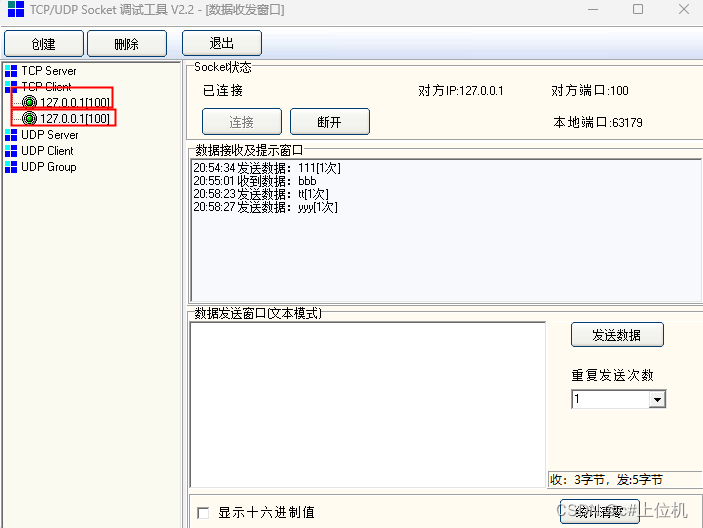 TCP/UDP Socket 调试工具 V2.2 - [数据收发窗口]
创建 删除 退出
TCP Server
TCP Client
127.0.0.1[100]
127.0.0.1[100]
UDP Server
UDP Client
UDP Group
Socket状态
已连接 对方IP:127.0.0.1 对方端口:100
连接 断开 本地端口:63179
数据接收及提示窗口
20:54:34 发送数据：111[1次]
20:55:01 收到数据：bbb
20:58:23 发送数据：tt[1次]
20:58:27 发送数据：yyy[1次]
数据发送窗口(文本模式)
发送数据
重复发送次数
1
收：3字节，发:5字节
显示十六进制值 统计清零
CSDN @c#上位机